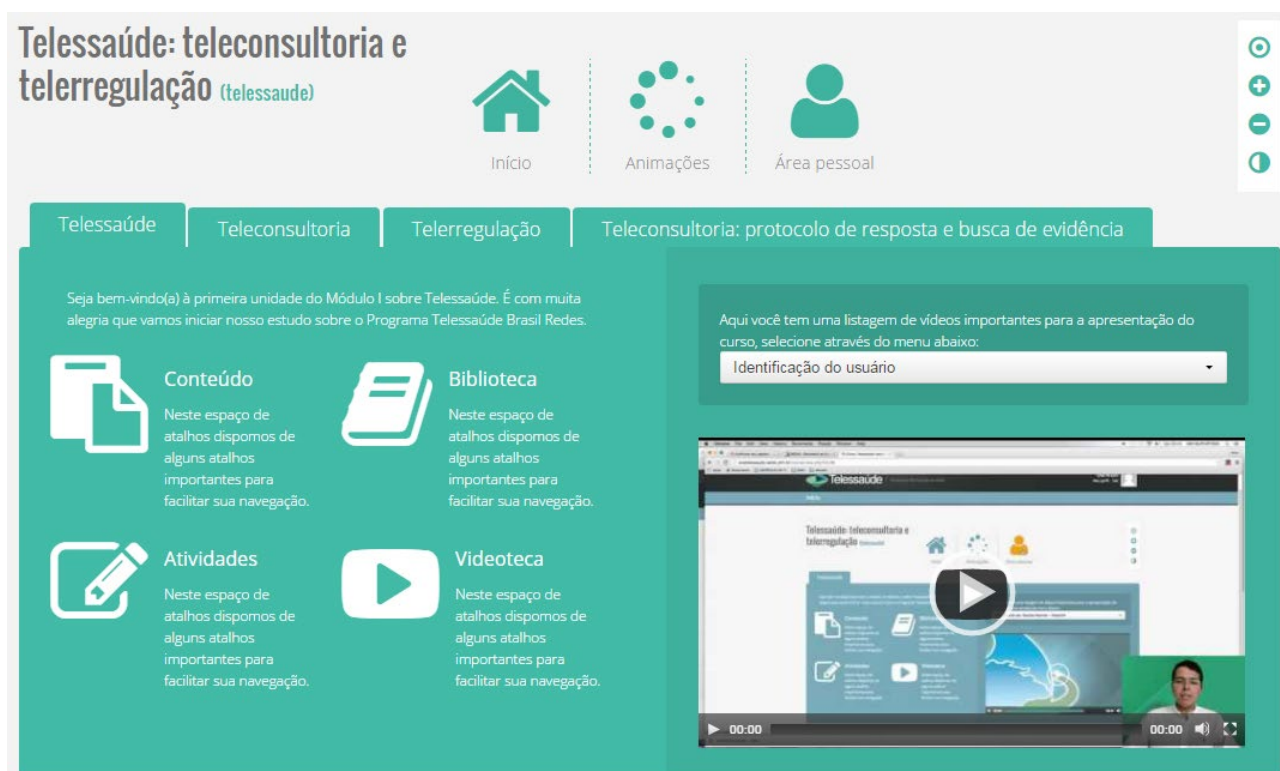 Telessaúde: teleconsultoria e
telerregulação (telessaude)
Início
Animações
Área pessoal
Telessaúde
Teleconsultoria
Telerregulação
Teleconsultoria: protocolo de resposta e busca de evidência
Seja bem-vindo(a) à primeira unidade do Módulo I sobre Telessaúde. É com muita
alegria que vamos iniciar nosso estudo sobre o Programa Telessaúde Brasil Redes.
Conteúdo
Neste espaço de
atalhos dispomos de
alguns atalhos
importantes para
facilitar sua navegação.
Biblioteca
Neste espaço de
atalhos dispomos de
alguns atalhos
importantes para
facilitar sua navegação.
Atividades
Neste espaço de
atalhos dispomos de
alguns atalhos
importantes para
facilitar sua navegação.
Videoteca
Neste espaço de
atalhos dispomos de
alguns atalhos
importantes para
facilitar sua navegação.
Aqui você tem uma listagem de vídeos importantes para a apresentação do
curso, selecione através do menu abaixo:
Identificação do usuário
Telessaúde
Telessaúde: teleconsultoria e
telerregulação
00:00
00:00